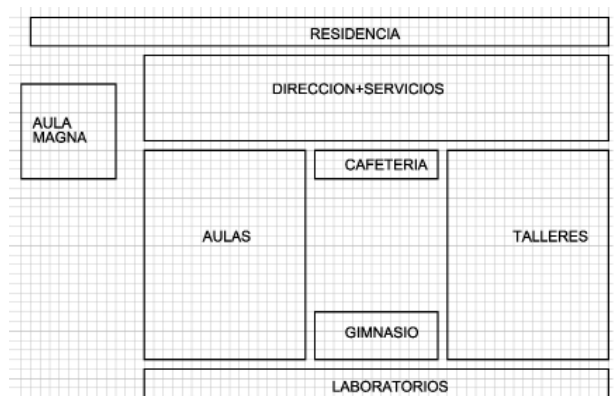 RESIDENCIA
DIRECCION+SERVICIOS
AULA
MAGNA
CAFETERIA
AULAS
TALLERES
GIMNASIO
LABORATORIOS